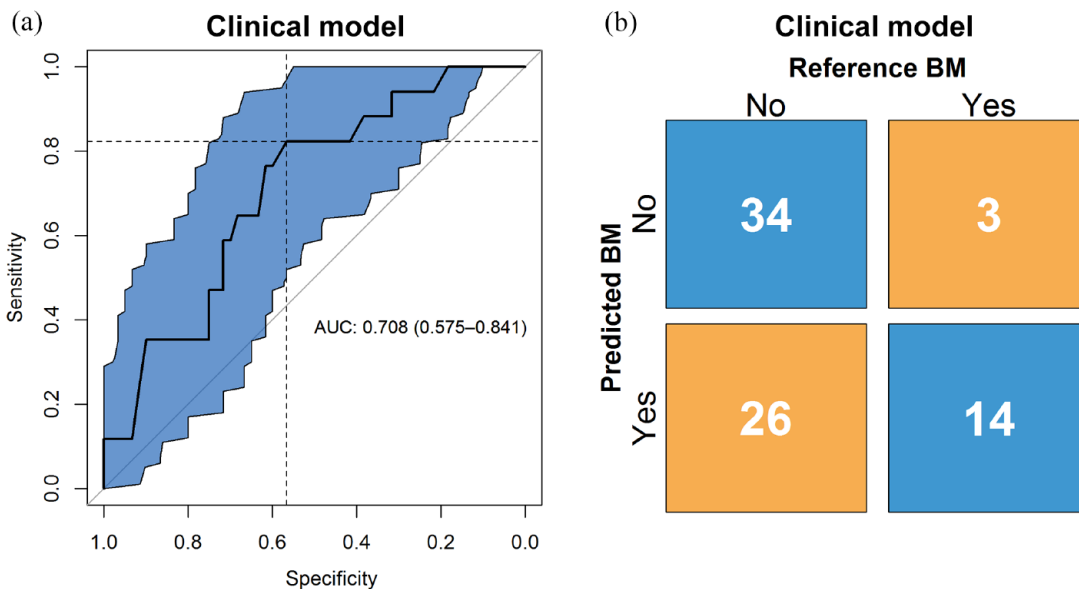 (a)
Clinical model
1.0
0.8
0.6
0.4
0.2
0.0
Sensitivity
AUC: 0.708 (0.575–0.841)
1.0 0.8 0.6 0.4 0.2 0.0
Specificity
(b)
Clinical model
Reference BM
No Yes
Predicted BM
No
34 3
Yes
26 14